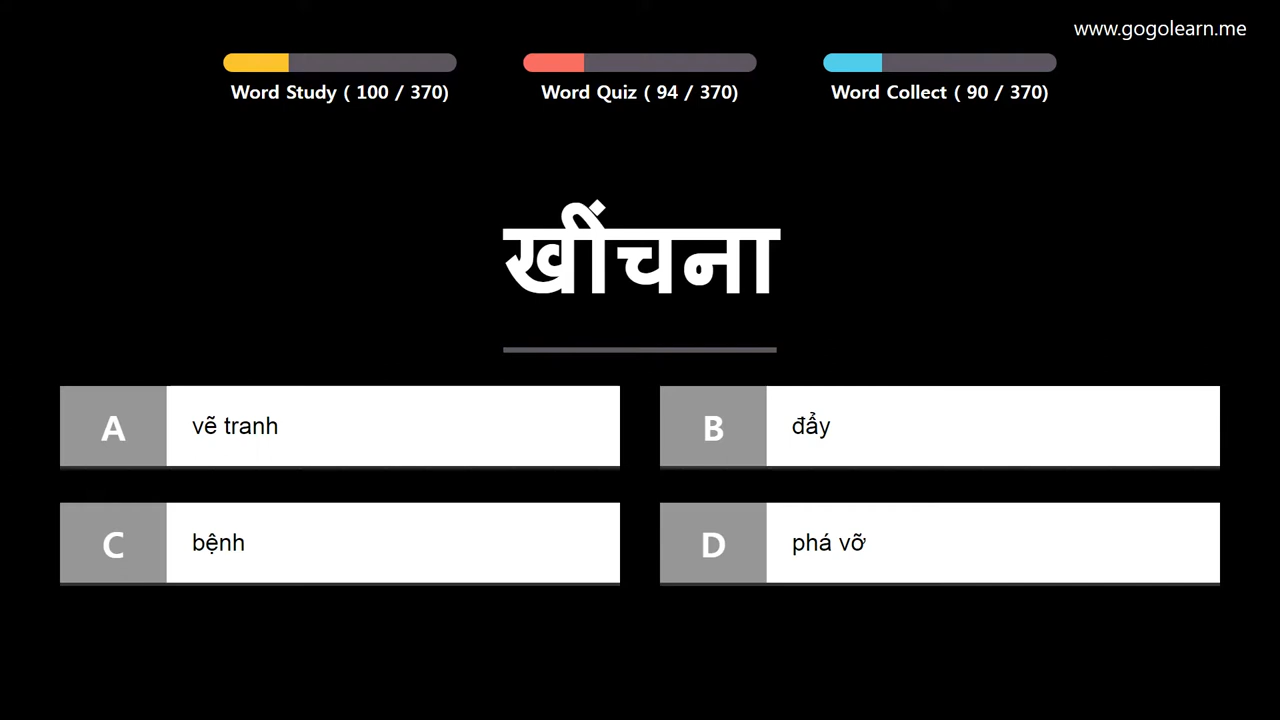 www.gogolearn.me
Word Study ( 100 / 370)
Word Quiz ( 94 / 370)
Word Collect ( 90 / 370)
खींचना
A vẽ tranh
B đẩy
C bệnh
D phá vỡ